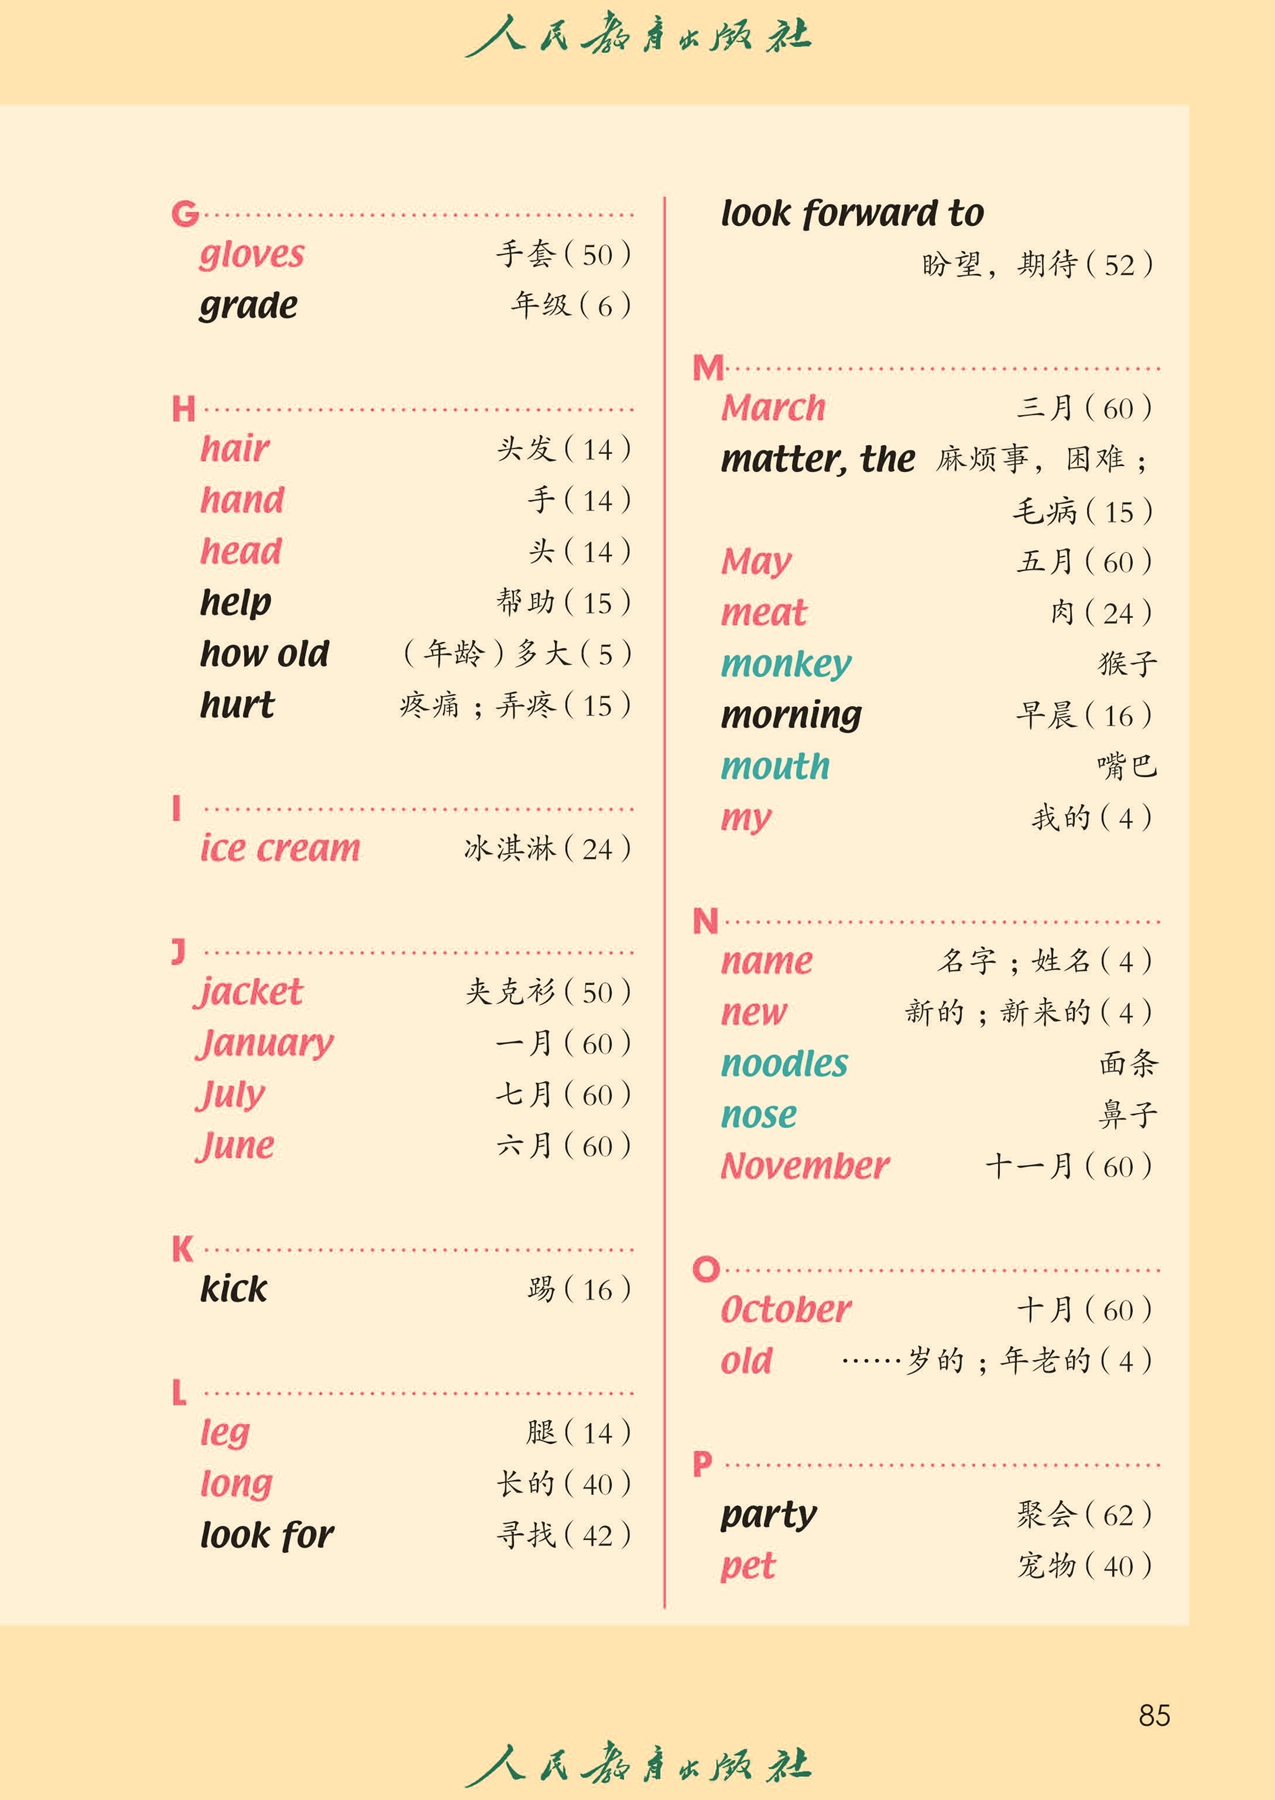 人民教育出版社
G
gloves 手套(50)
grade 年级(6)
H
hair 头发(14)
hand 手(14)
head 头(14)
help 帮助(15)
how old (年龄)多大(5)
hurt 疼痛;弄疼(15)
I
ice cream 冰淇淋(24)
J
jacket 夹克衫(50)
January 一月(60)
July 七月(60)
June 六月(60)
K
kick 踢(16)
L
leg 腿(14)
long 长的(40)
look for 寻找(42)
look forward to
盼望，期待(52)
M
March 三月(60)
matter, the 麻烦事，困难;
毛病(15)
May 五月(60)
meat 肉(24)
monkey 猴子
morning 早晨(16)
mouth 嘴巴
my 我的(4)
N
name 名字;姓名(4)
new 新的;新来的(4)
noodles 面条
nose 鼻子
November 十一月(60)
O
October 十月(60)
old ……岁的;年老的(4)
P
party 聚会(62)
pet 宠物(40)
85
人民教育出版社